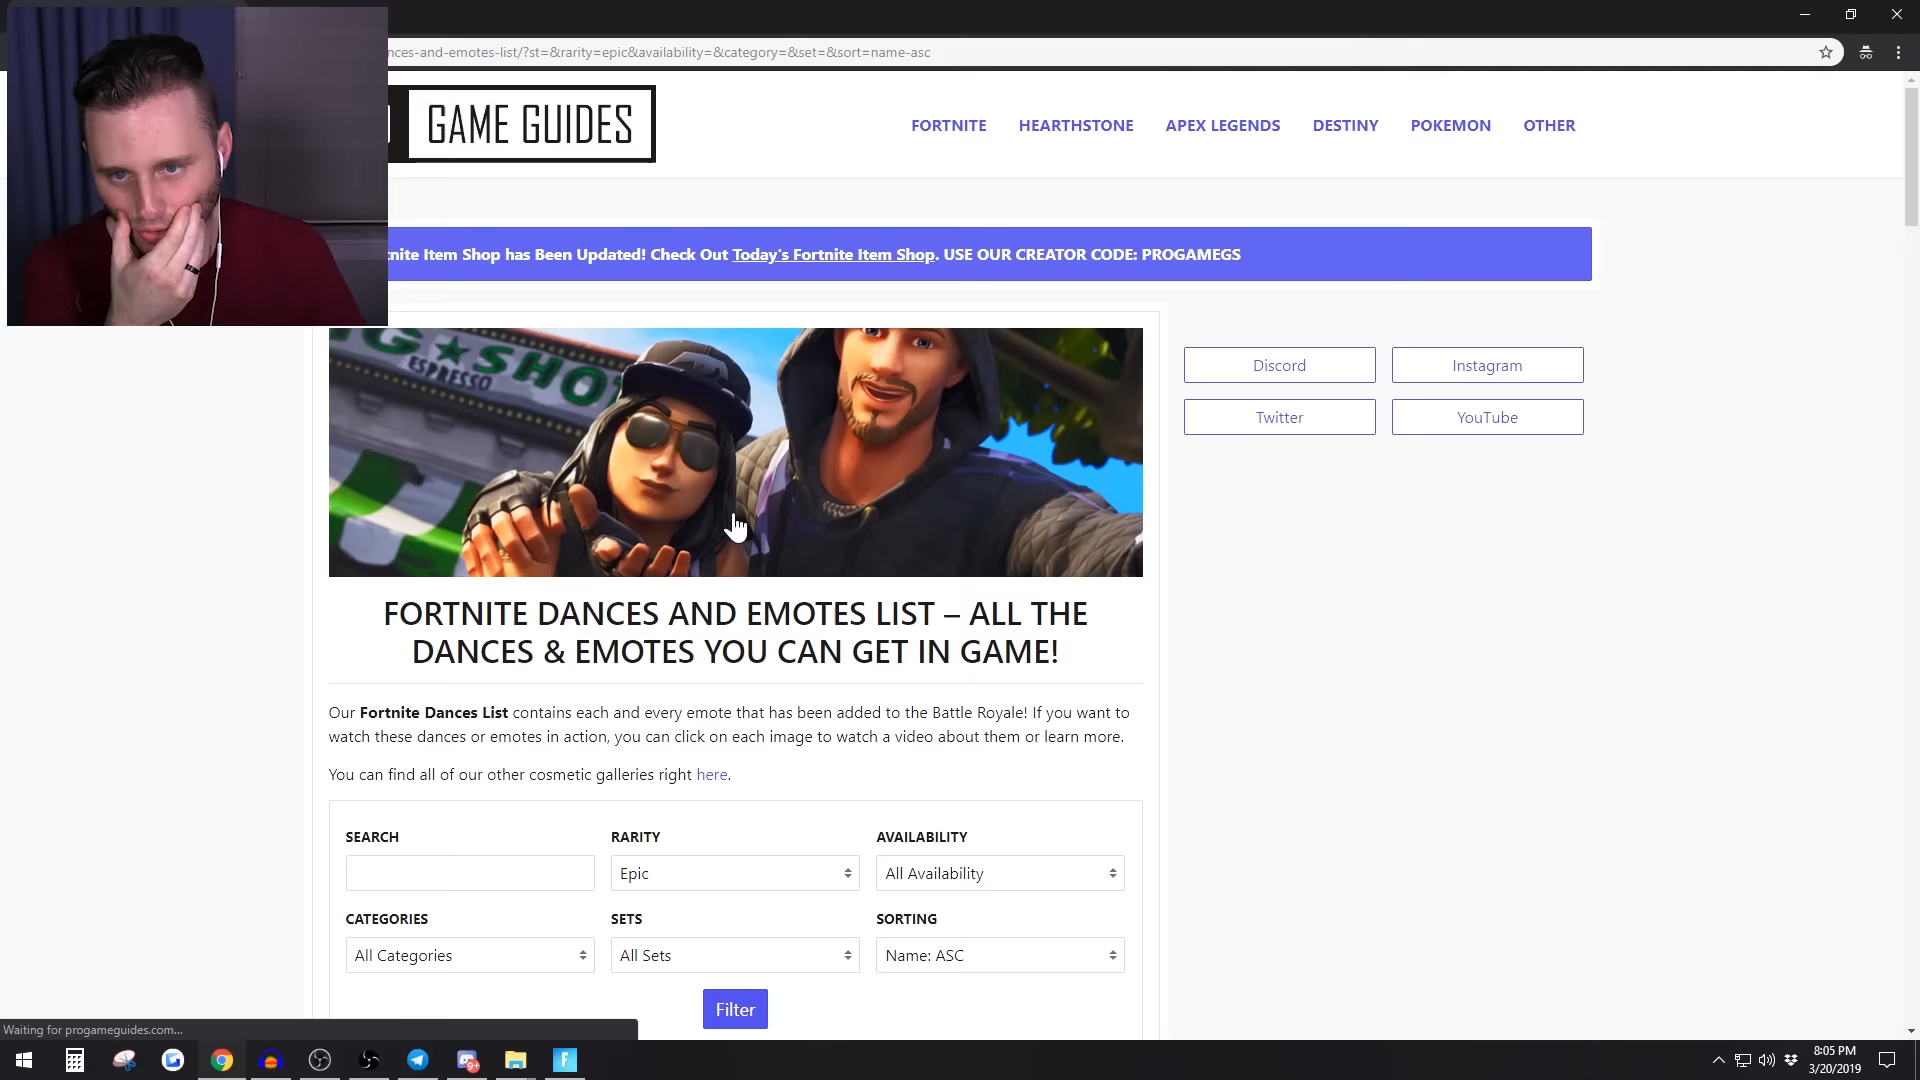 nces-and-emotes-list/?st=&rarity=epic&availability=&category=&set=&sort=name-asc
GAME GUIDES
FORTNITE
HEARTHSTONE
APEX LEGENDS
DESTINY
POKEMON
OTHER
nite Item Shop has Been Updated! Check Out Today's Fortnite Item Shop. USE OUR CREATOR CODE: PROGAMEGS
G★SHOT
ESPRESSO
Discord
Instagram
Twitter
YouTube
FORTNITE DANCES AND EMOTES LIST – ALL THE
DANCES & EMOTES YOU CAN GET IN GAME!
Our Fortnite Dances List contains each and every emote that has been added to the Battle Royale! If you want to
watch these dances or emotes in action, you can click on each image to watch a video about them or learn more.
You can find all of our other cosmetic galleries right here.
SEARCH
RARITY
AVAILABILITY
Epic
All Availability
CATEGORIES
SETS
SORTING
All Categories
All Sets
Name: ASC
Filter
Waiting for progameguides.com...
9+
F
8:05 PM
3/20/2019